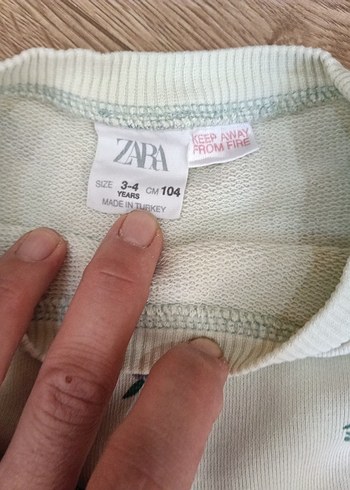 ZARA
SIZE 3-4 YEARS CM 104
MADE IN TURKEY
KEEP AWAY
FROM FIRE